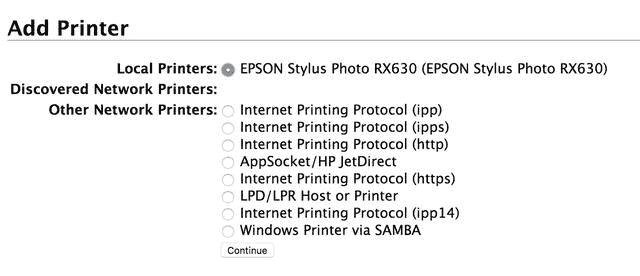 Add Printer
Local Printers: EPSON Stylus Photo RX630 (EPSON Stylus Photo RX630)
Discovered Network Printers:
Other Network Printers: Internet Printing Protocol (ipp)
Internet Printing Protocol (ipps)
Internet Printing Protocol (http)
AppSocket/HP JetDirect
Internet Printing Protocol (https)
LPD/LPR Host or Printer
Internet Printing Protocol (ipp14)
Windows Printer via SAMBA
Continue